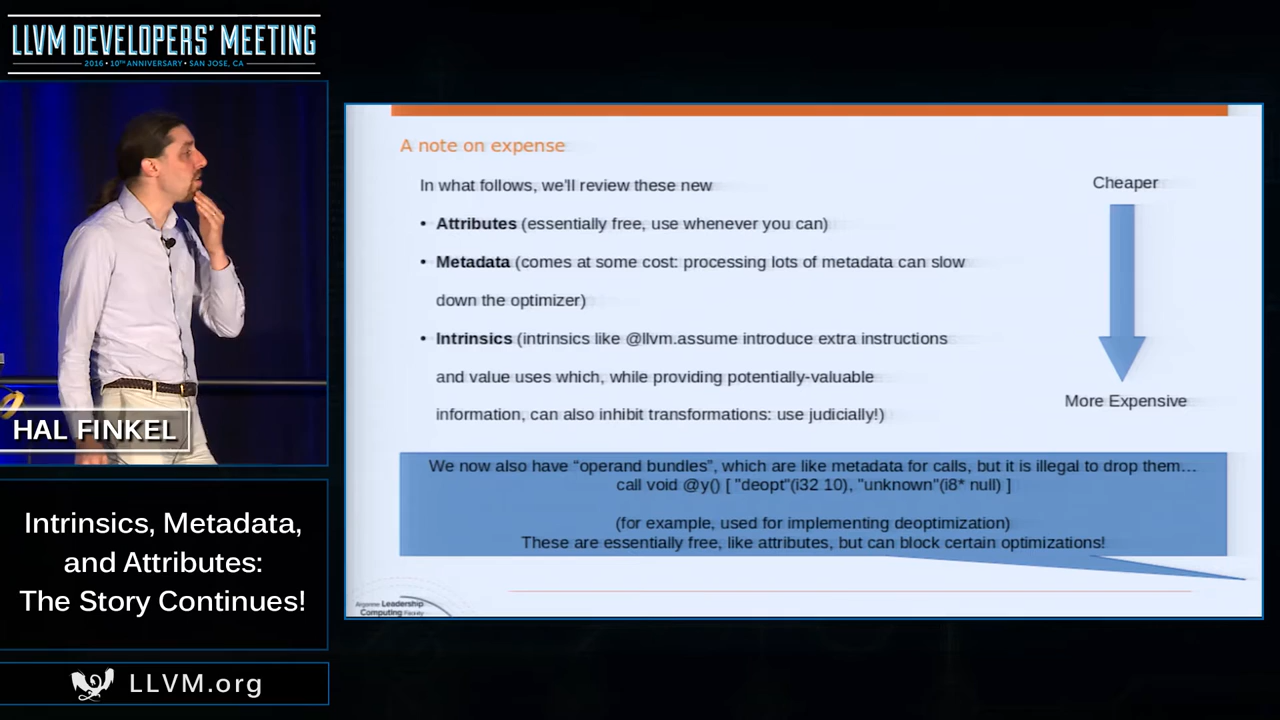 LLVM DEVELOPERS' MEETING
2016 • 10TH ANNIVERSARY • SAN JOSE, CA
HAL FINKEL
Intrinsics, Metadata,
and Attributes:
The Story Continues!
LLVM.org
A note on expense
In what follows, we'll review these new
• Attributes (essentially free, use whenever you can)
• Metadata (comes at some cost: processing lots of metadata can slow
down the optimizer)
• Intrinsics (intrinsics like @llvm.assume introduce extra instructions
and value uses which, while providing potentially-valuable
information, can also inhibit transformations: use judicially!)
Cheaper
More Expensive
We now also have “operand bundles”, which are like metadata for calls, but it is illegal to drop them…
call void @y() [ "deopt"(i32 10), "unknown"(i8* null) ]
(for example, used for implementing deoptimization)
These are essentially free, like attributes, but can block certain optimizations!
Argonne Leadership
Computing Facility